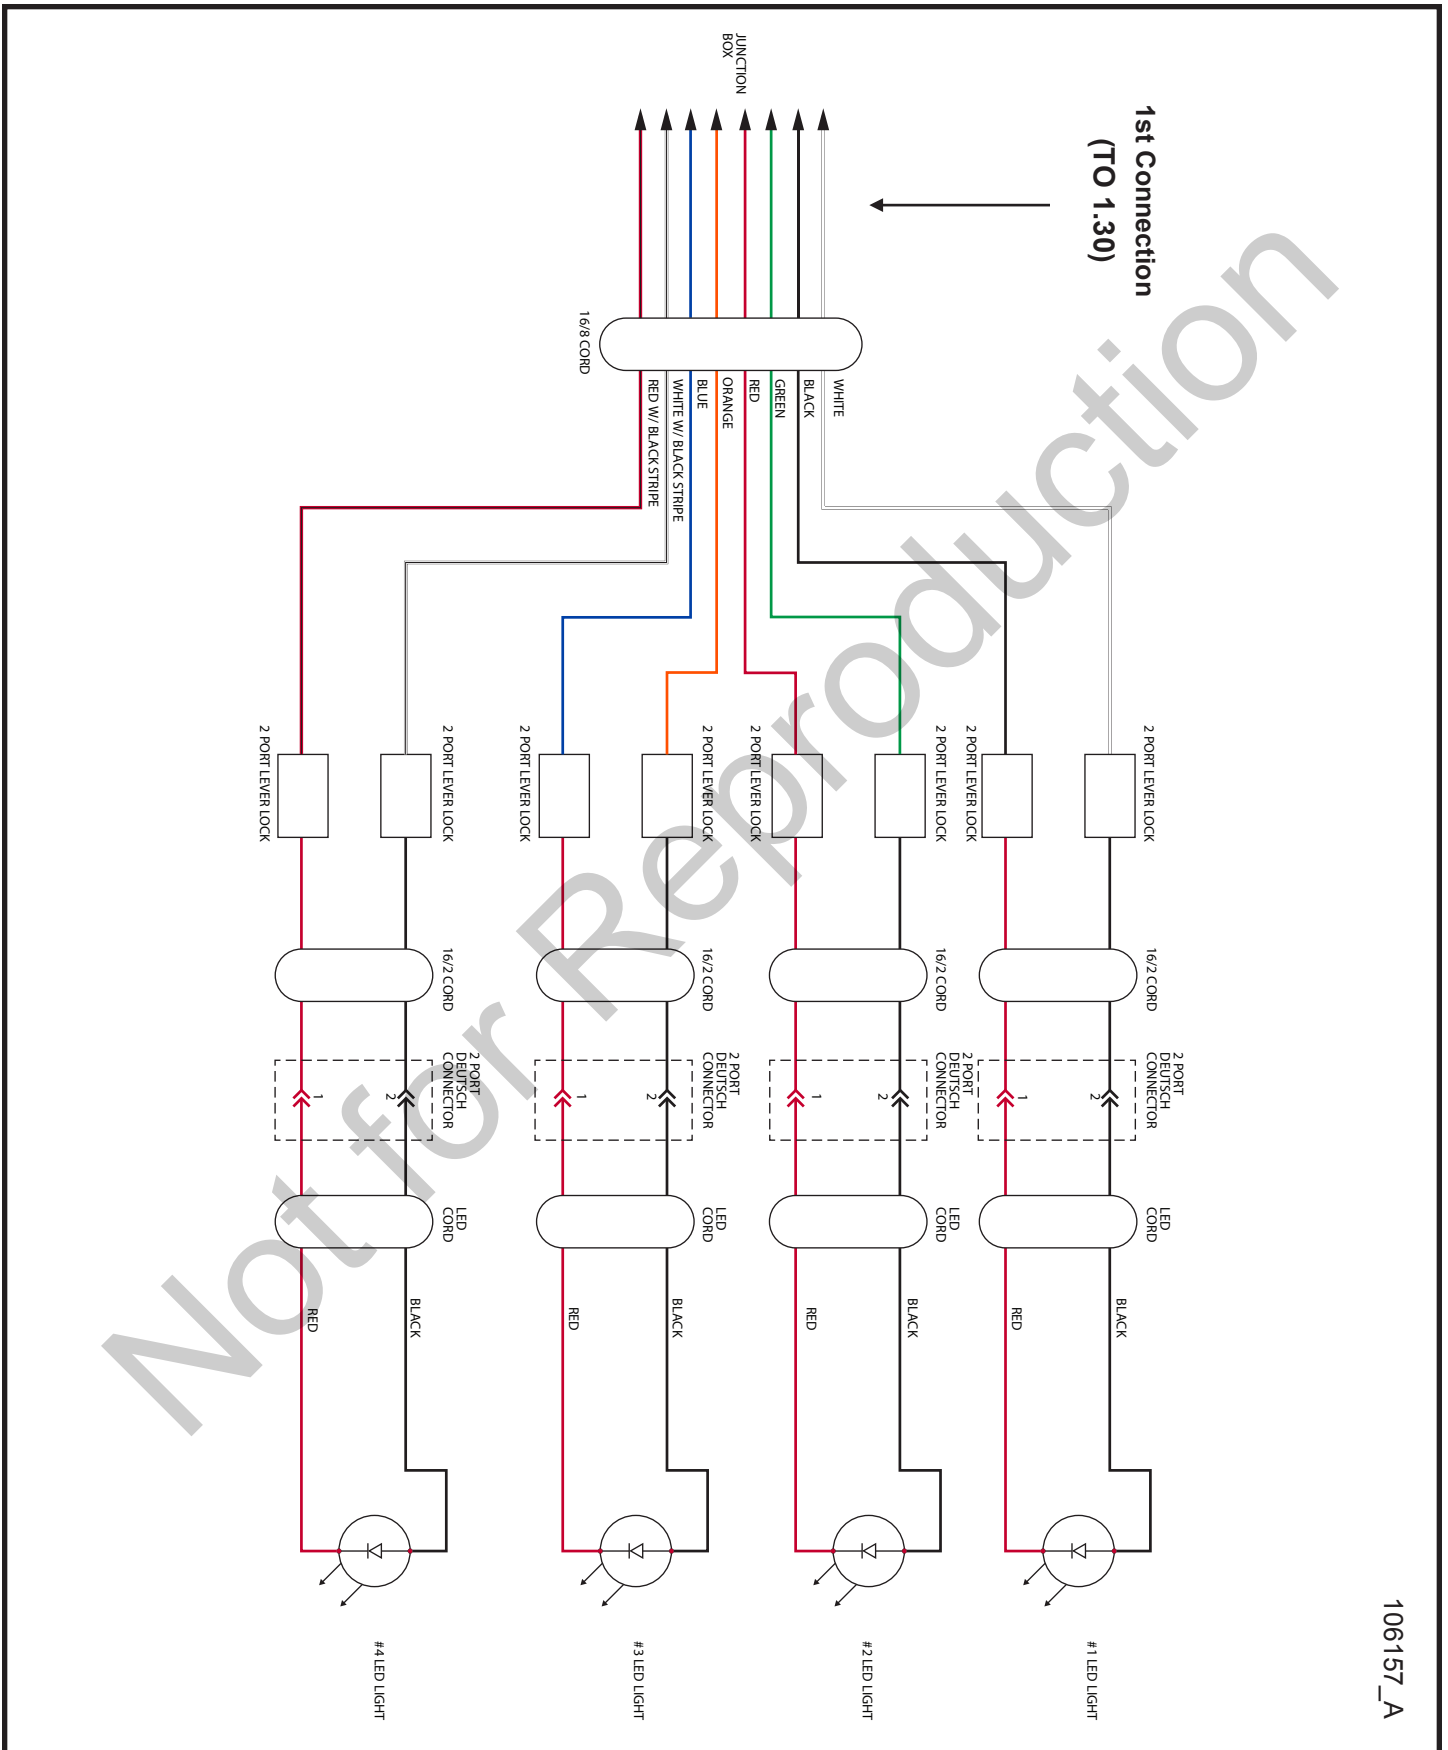 106157_A
1st Connection
(TO 1.30)
JUNCTION
BOX
16/8 CORD
WHITE
BLACK
GREEN
RED
ORANGE
BLUE
WHITE W/ BLACK STRIPE
RED W/ BLACK STRIPE
2 PORT LEVER LOCK
16/2 CORD
2 PORT
DEUTSCH
CONNECTOR
2
1
LED
CORD
BLACK
RED
#1 LED LIGHT
2 PORT LEVER LOCK
2 PORT LEVER LOCK
16/2 CORD
2 PORT
DEUTSCH
CONNECTOR
2
1
LED
CORD
BLACK
RED
#2 LED LIGHT
2 PORT LEVER LOCK
2 PORT LEVER LOCK
16/2 CORD
2 PORT
DEUTSCH
CONNECTOR
2
1
LED
CORD
BLACK
RED
#3 LED LIGHT
2 PORT LEVER LOCK
2 PORT LEVER LOCK
16/2 CORD
2 PORT
DEUTSCH
CONNECTOR
2
1
LED
CORD
BLACK
RED
#4 LED LIGHT
2 PORT LEVER LOCK
Not for Reproduction